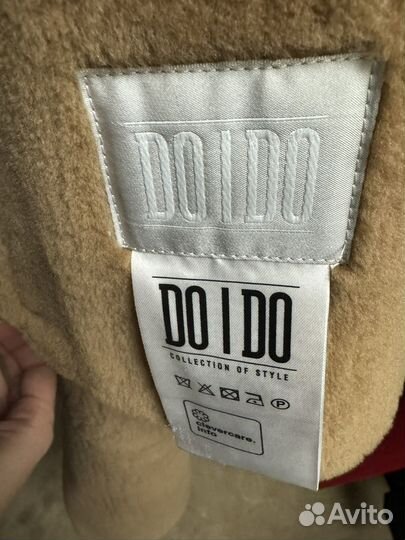 DO|DO
DO|DO
COLLECTION OF STYLE
P
clevercare.
info
Avito